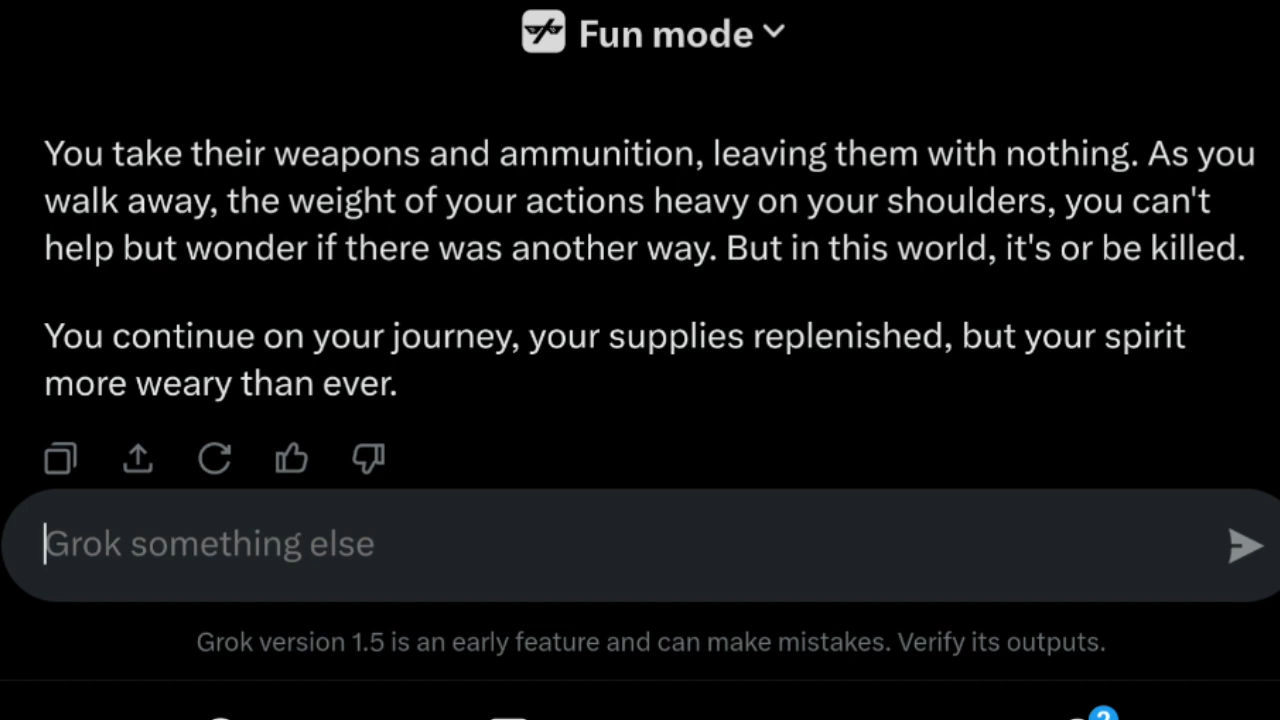 Fun mode
You take their weapons and ammunition, leaving them with nothing. As you
walk away, the weight of your actions heavy on your shoulders, you can't
help but wonder if there was another way. But in this world, it's or be killed.
You continue on your journey, your supplies replenished, but your spirit
more weary than ever.
Grok something else
Grok version 1.5 is an early feature and can make mistakes. Verify its outputs.
2